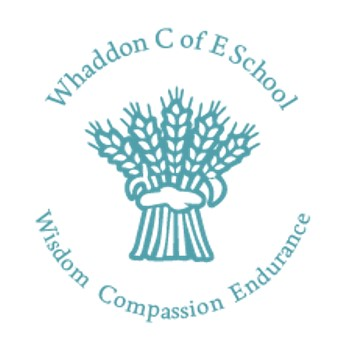 Whaddon C of E School
Wisdom Compassion Endurance